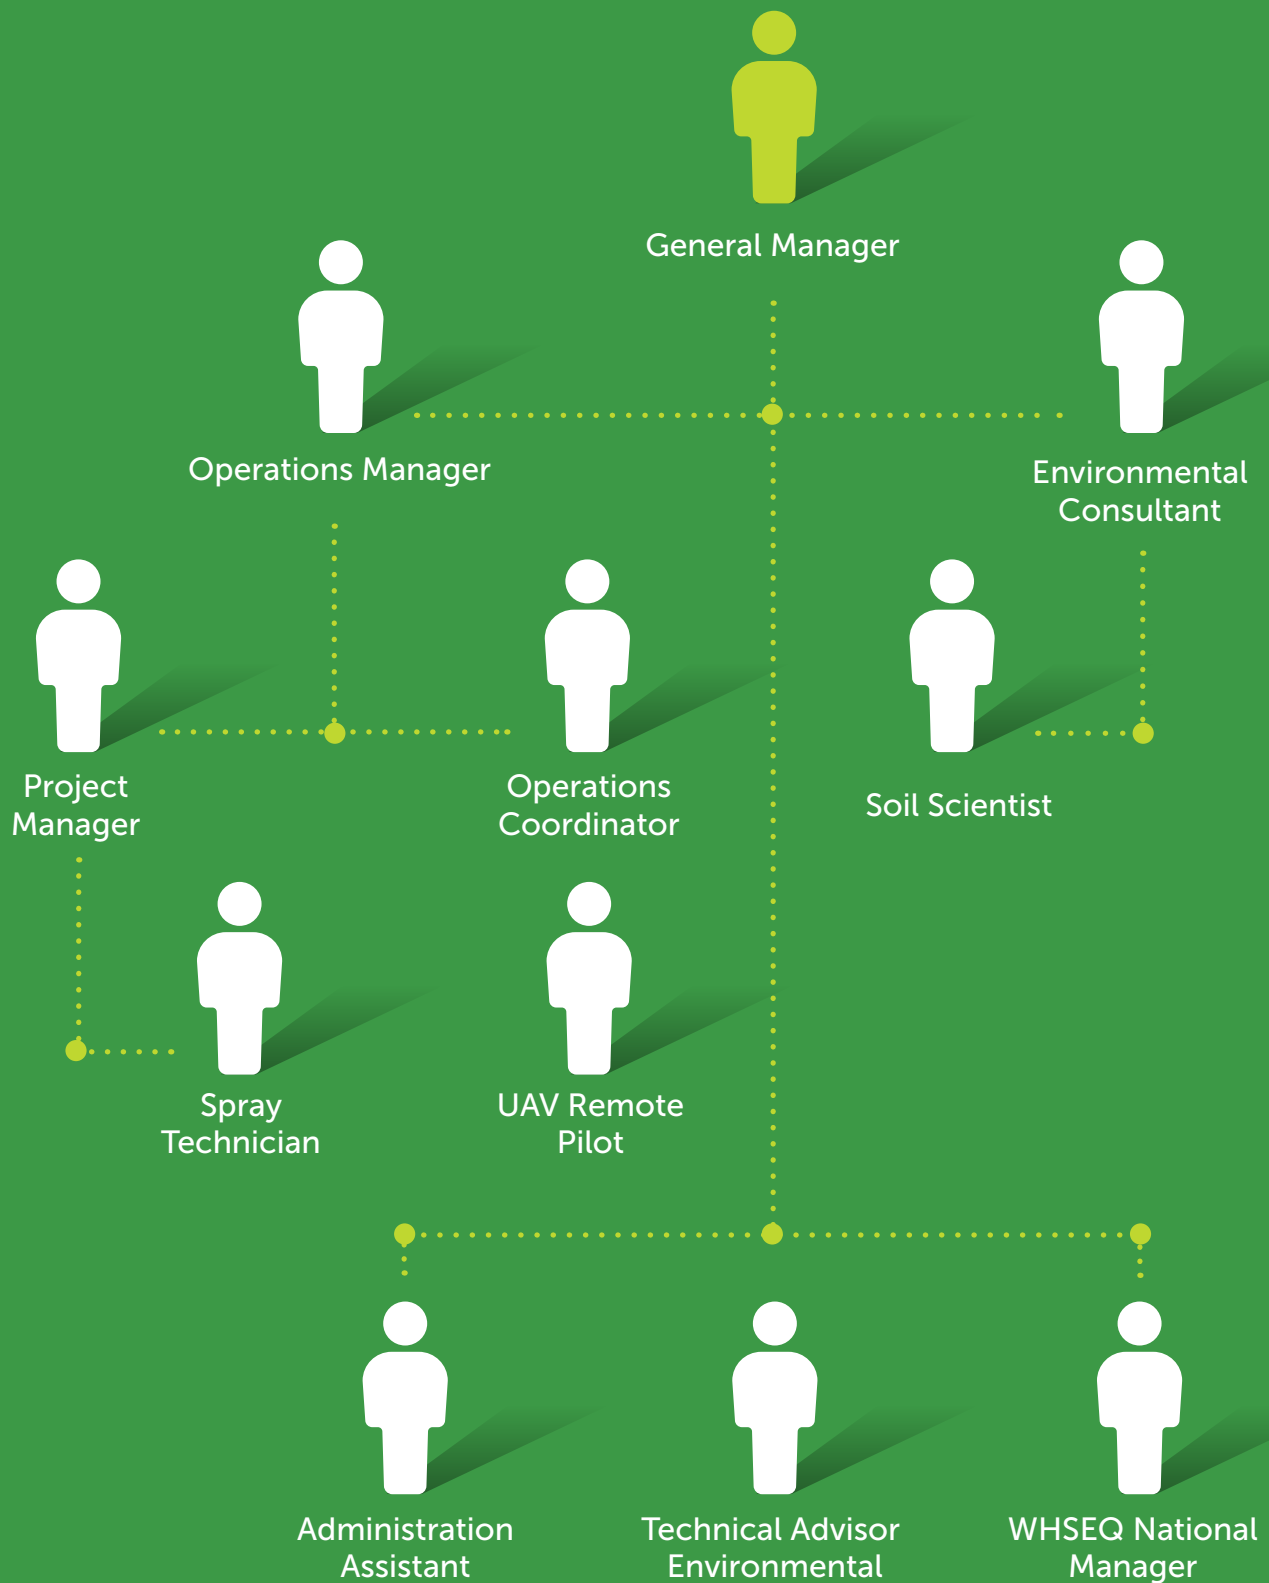 General Manager
Operations Manager
Environmental
Consultant
Project
Manager
Operations
Coordinator
Soil Scientist
Spray
Technician
UAV Remote
Pilot
Administration
Assistant
Technical Advisor
Environmental
WHSEQ National
Manager